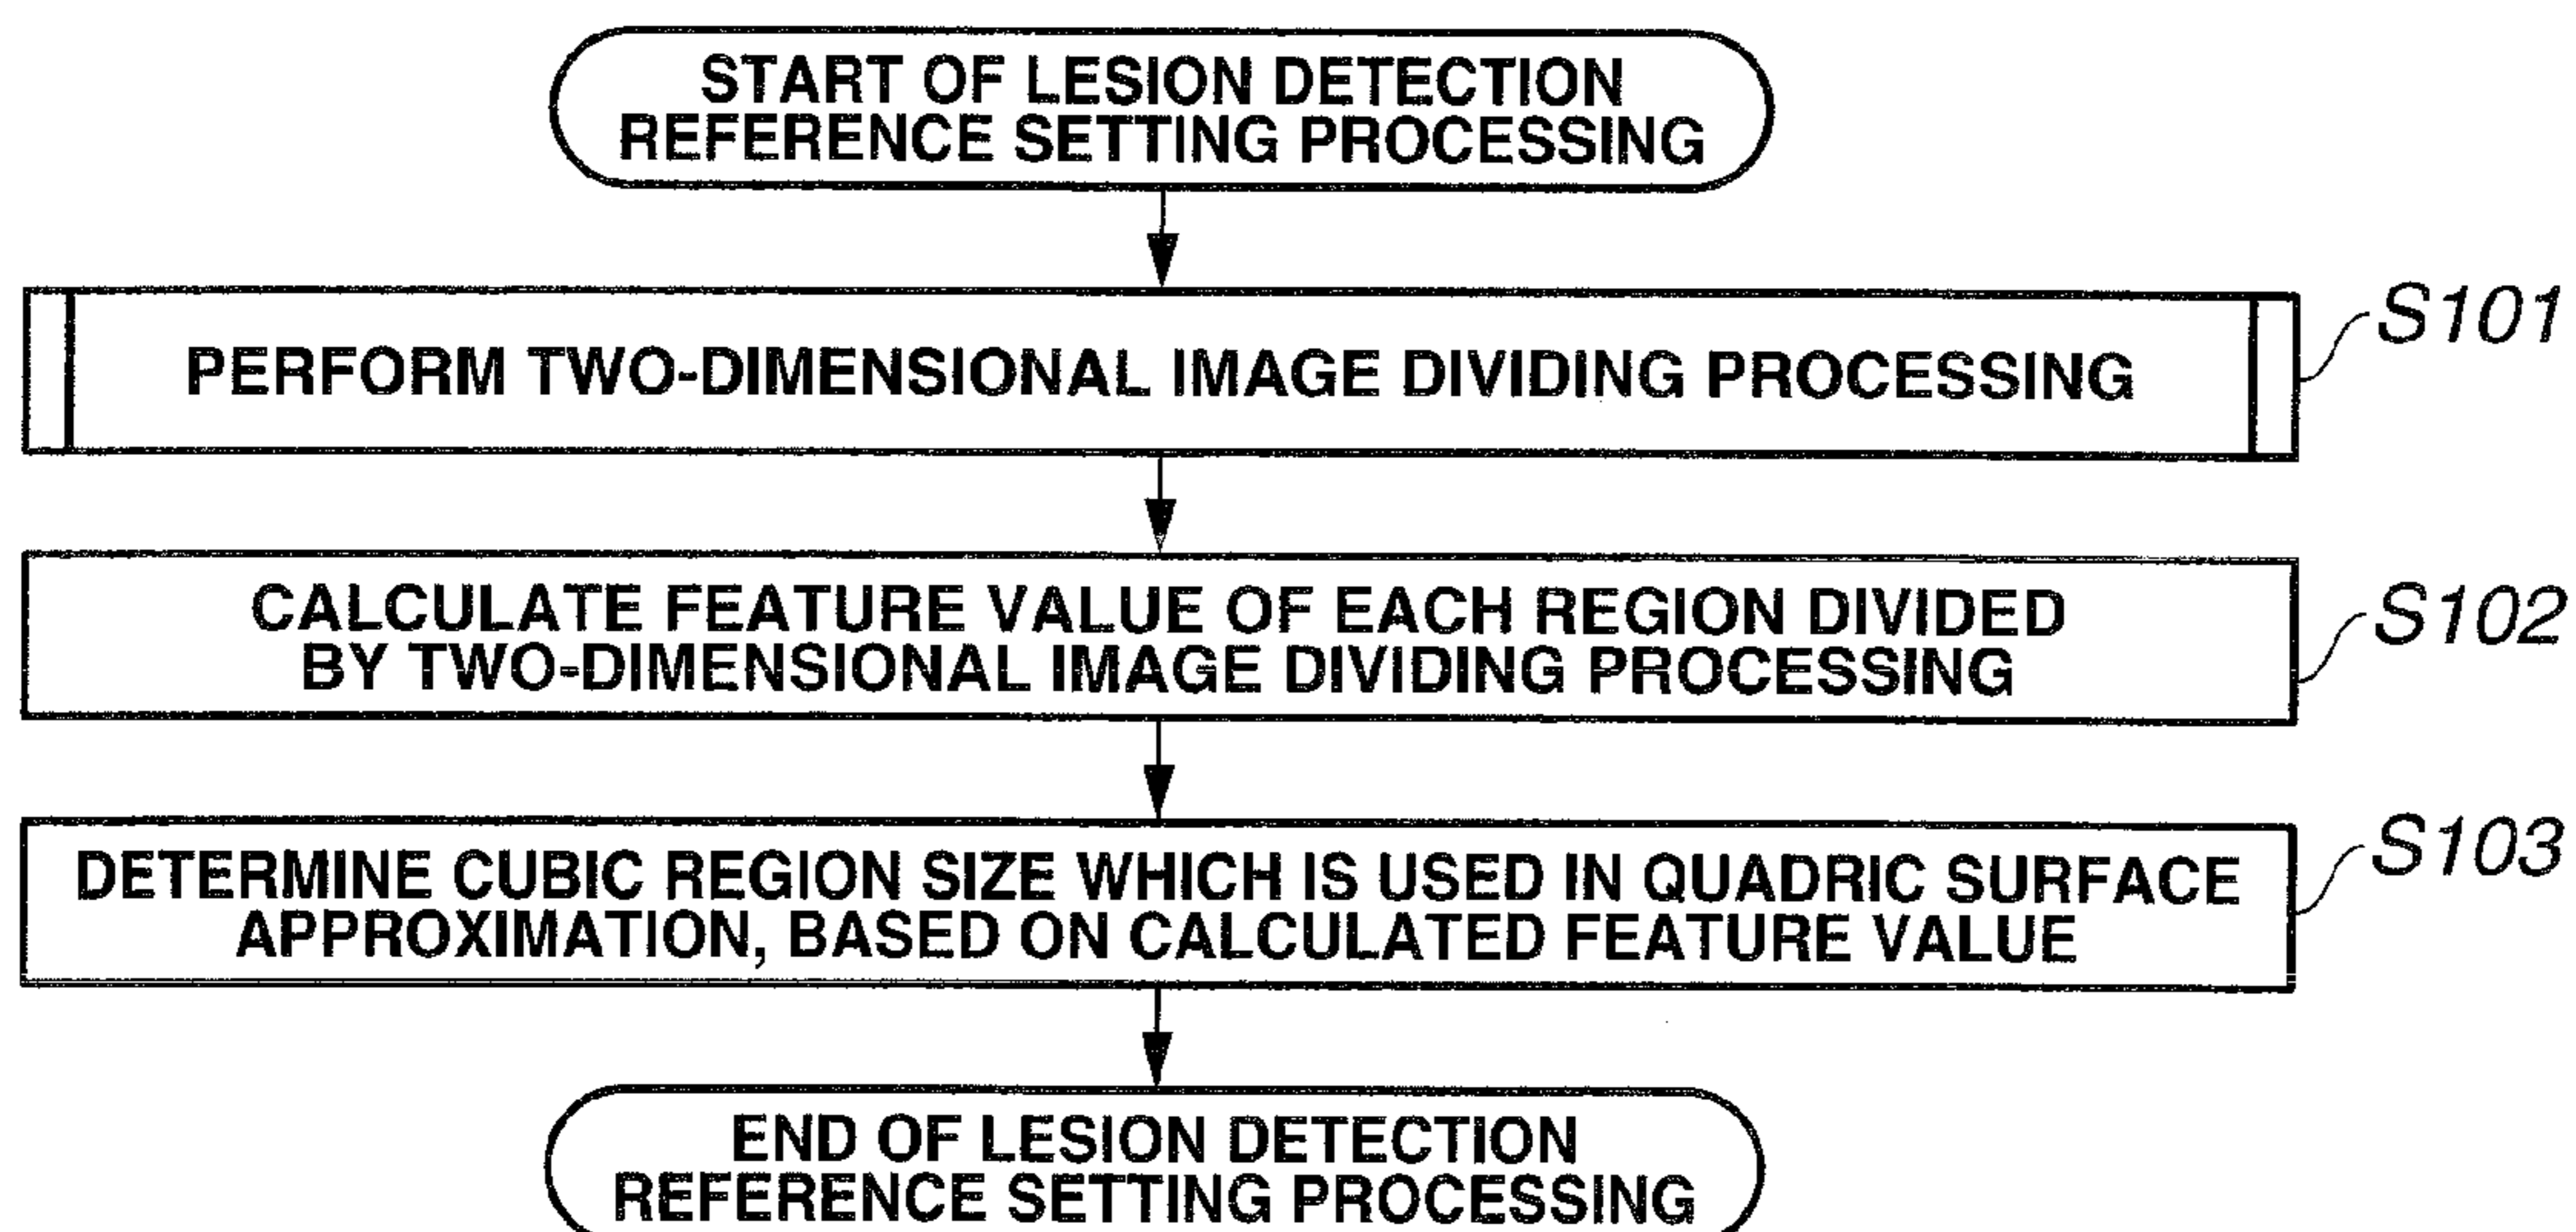 START OF LESION DETECTION
REFERENCE SETTING PROCESSING
PERFORM TWO-DIMENSIONAL IMAGE DIVIDING PROCESSING
S101
CALCULATE FEATURE VALUE OF EACH REGION DIVIDED
BY TWO-DIMENSIONAL IMAGE DIVIDING PROCESSING
S102
DETERMINE CUBIC REGION SIZE WHICH IS USED IN QUADRIC SURFACE
APPROXIMATION, BASED ON CALCULATED FEATURE VALUE
S103
END OF LESION DETECTION
REFERENCE SETTING PROCESSING